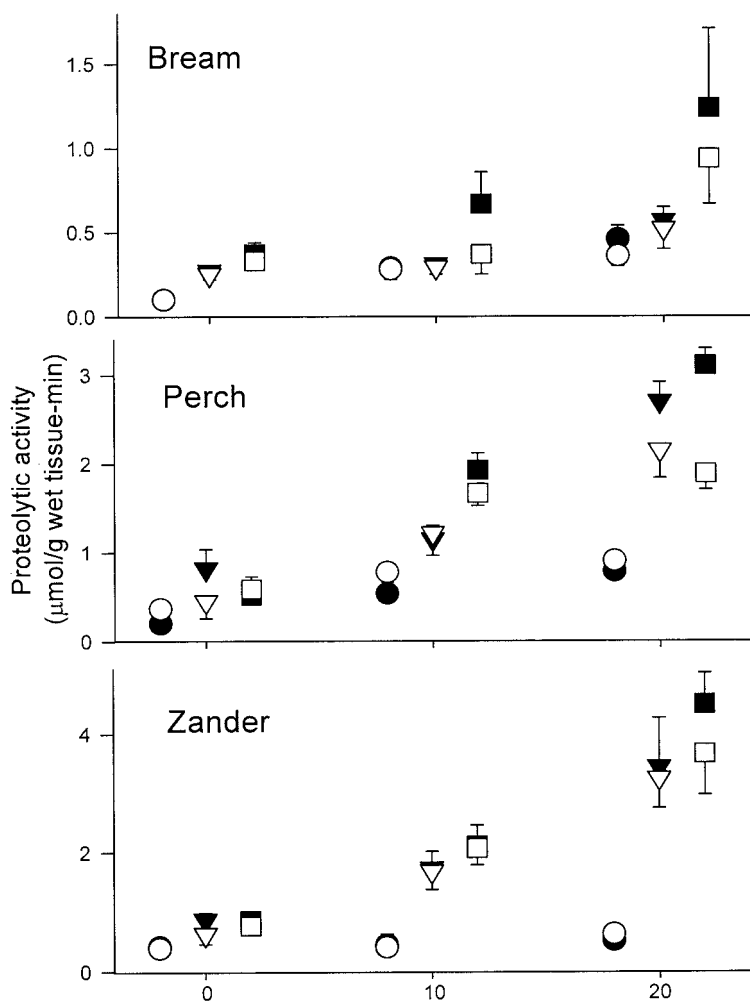 Bream
1.5
1.0
0.5
0.0
Proteolytic activity
(μmol/g wet tissue-min)
Perch
3
2
1
0
Zander
4
2
0
0
10
20